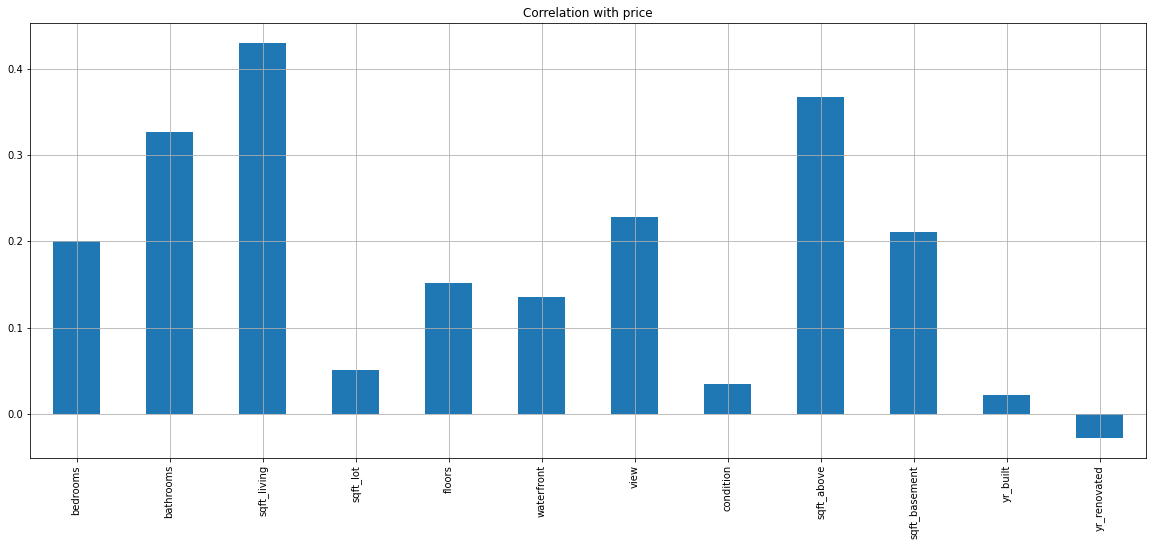 Correlation with price
0.4
0.3
0.2
0.1
0.0
bedrooms
bathrooms
sqft_living
sqft_lot
floors
waterfront
view
condition
sqft_above
sqft_basement
yr_built
yr_renovated